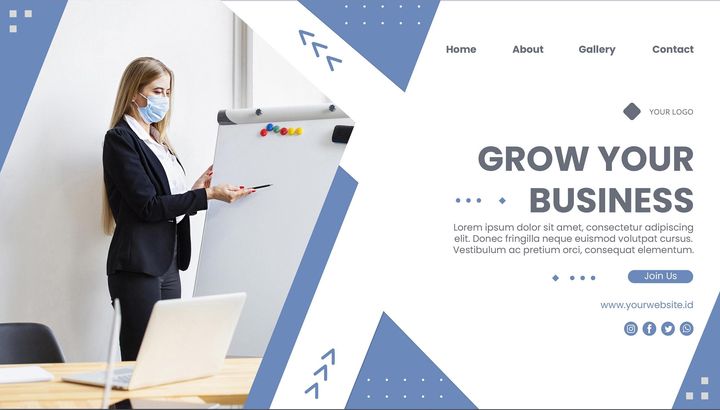 Home About Gallery Contact
YOUR LOGO
GROW YOUR
BUSINESS
Lorem ipsum dolor sit amet, consectetur adipiscing
elit. Donec fringilla neque euismod volutpat cursus.
Vestibulum ac pretium orci, consequat elementum.
Join Us
www.yourwebsite.id